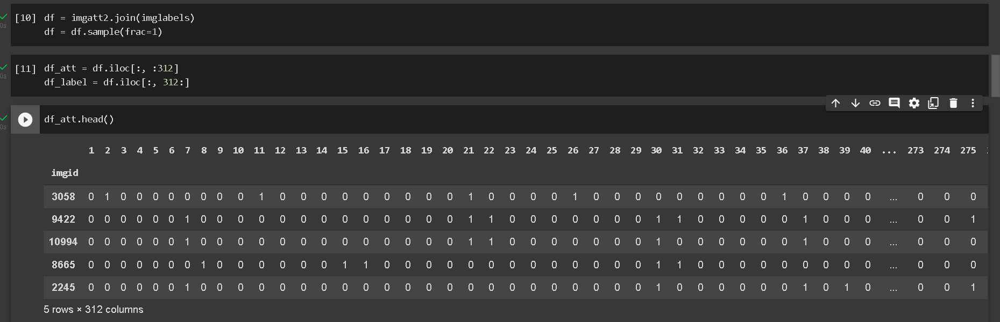 [10] df = imgatt2.join(imglabels)
0s df = df.sample(frac=1)
[11] df_att = df.iloc[:, :312]
0s df_label = df.iloc[:, 312:]
df_att.head()
0s
1 2 3 4 5 6 7 8 9 10 11 12 13 14 15 16 17 18 19 20 21 22 23 24 25 26 27 28 29 30 31 32 33 34 35 36 37 38 39 40 ... 273 274 275
imgid
3058 0 1 0 0 0 0 0 0 0 0 1 0 0 0 0 0 0 0 0 0 1 0 0 0 0 1 0 0 0 0 0 0 0 0 0 1 0 0 0 0 ... 0 0 0
9422 0 0 0 0 0 0 1 0 0 0 0 0 0 0 0 0 0 0 0 0 1 1 0 0 0 0 0 0 0 1 1 0 0 0 0 0 1 0 0 0 ... 0 0 1
10994 0 0 0 0 0 0 1 0 0 0 0 0 0 0 0 0 0 0 0 0 1 1 0 0 0 0 0 0 0 1 0 0 0 0 0 0 1 0 0 0 ... 0 0 0
8665 0 0 0 0 0 0 0 1 0 0 0 0 0 0 1 1 0 0 0 0 0 0 0 0 0 0 0 0 0 1 1 0 0 0 0 0 0 0 0 0 ... 0 0 0
2245 0 0 0 0 0 0 1 0 0 0 0 0 0 0 0 0 0 0 0 0 0 0 0 0 0 0 0 0 0 1 0 0 0 0 0 0 1 0 1 0 ... 0 0 1
5 rows × 312 columns